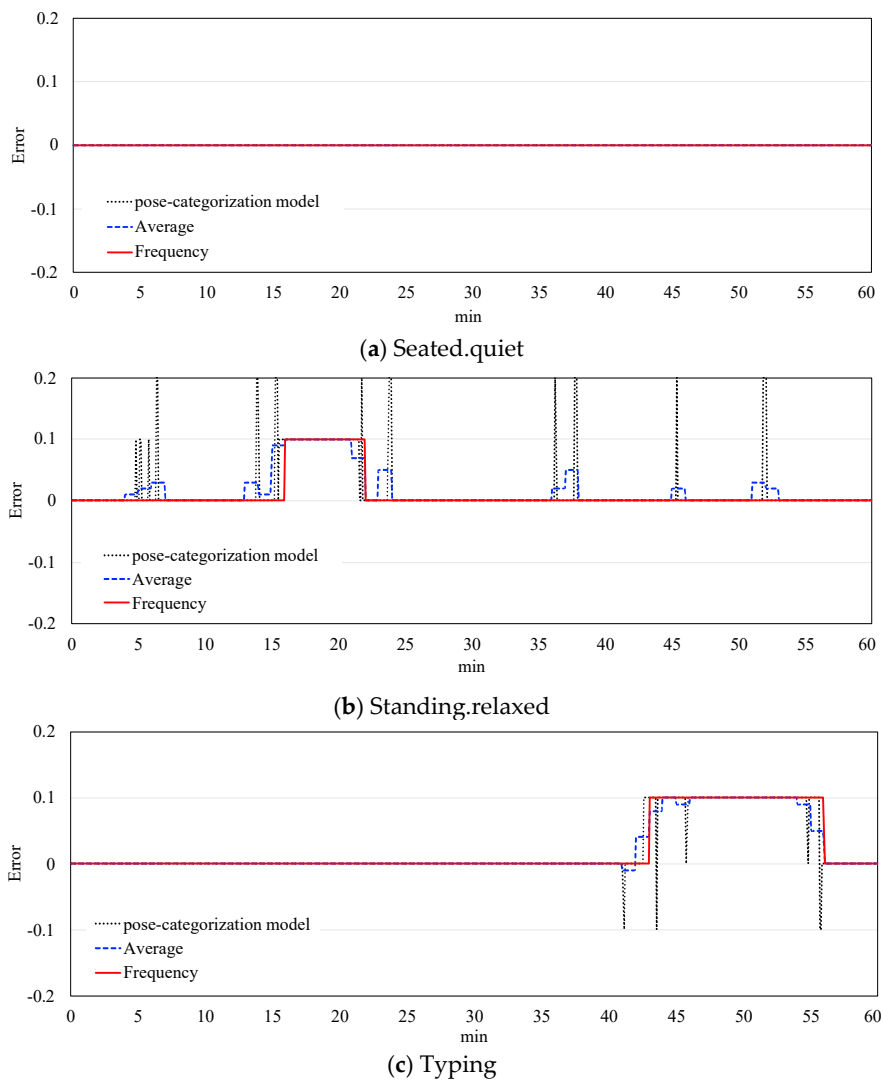 0.2
0.1
Error
0
-0.1
-0.2
pose-categorization model
Average
Frequency
0 5 10 15 20 25 30 35 40 45 50 55 60
min
(a) Seated.quiet
0.2
0.1
Error
0
-0.1
-0.2
pose-categorization model
Average
Frequency
0 5 10 15 20 25 30 35 40 45 50 55 60
min
(b) Standing.relaxed
0.2
0.1
Error
0
-0.1
-0.2
pose-categorization model
Average
Frequency
0 5 10 15 20 25 30 35 40 45 50 55 60
min
(c) Typing